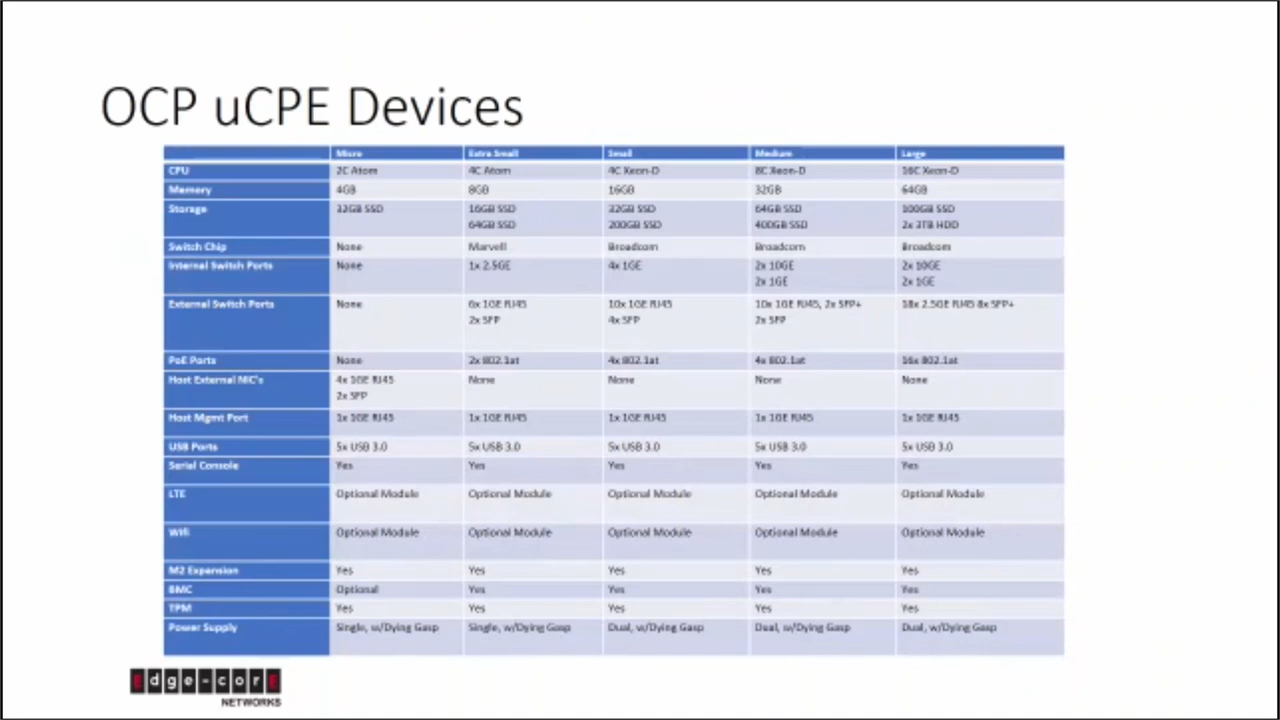 OCP uCPE Devices
Micro Extra Small Small Medium Large
CPU 2C Atom 4C Atom 4C Xeon-D 8C Xeon-D 16C Xeon-D
Memory 4GB 8GB 16GB 32GB 64GB
Storage 32GB SSD 16GB SSD 32GB SSD 64GB SSD 100GB SSD
64GB SSD 200GB SSD 400GB SSD 2x 3TB HDD
Switch Chip None Marvell Broadcom Broadcom Broadcom
Internal Switch Ports None 1x 2.5GE 4x 1GE 2x 10GE 2x 10GE
2x 1GE 2x 1GE
External Switch Ports None 6x 1GE RJ45 10x 1GE RJ45 10x 1GE RJ45, 2x SFP+ 18x 2.5GE RJ45 8x SFP+
2x SFP 4x SFP 2x SFP
PoE Ports None 2x 802.1at 4x 802.1at 4x 802.1at 16x 802.1at
Host External NIC's 4x 1GE RJ45 None None None None
2x SFP
Host Mgmt Port 1x 1GE RJ45 1x 1GE RJ45 1x 1GE RJ45 1x 1GE RJ45 1x 1GE RJ45
USB Ports 5x USB 3.0 5x USB 3.0 5x USB 3.0 5x USB 3.0 5x USB 3.0
Serial Console Yes Yes Yes Yes Yes
LTE Optional Module Optional Module Optional Module Optional Module Optional Module
Wifi Optional Module Optional Module Optional Module Optional Module Optional Module
M2 Expansion Yes Yes Yes Yes Yes
BMC Optional Yes Yes Yes Yes
TPM Yes Yes Yes Yes Yes
Power Supply Single, w/Dying Gasp Single, w/Dying Gasp Dual, w/Dying Gasp Dual, w/Dying Gasp Dual, w/Dying Gasp
Edge-corE
NETWORKS